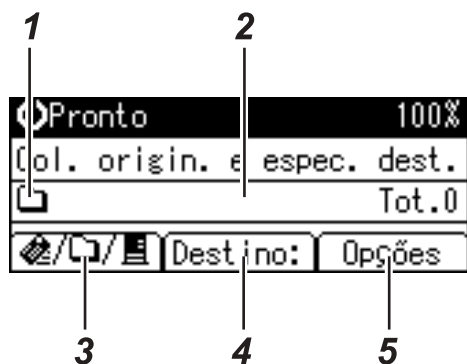 1 2
Pronto 100%
Col. origin. e espec. dest.
Tot.0
/ / Destino: Opções
3 4 5